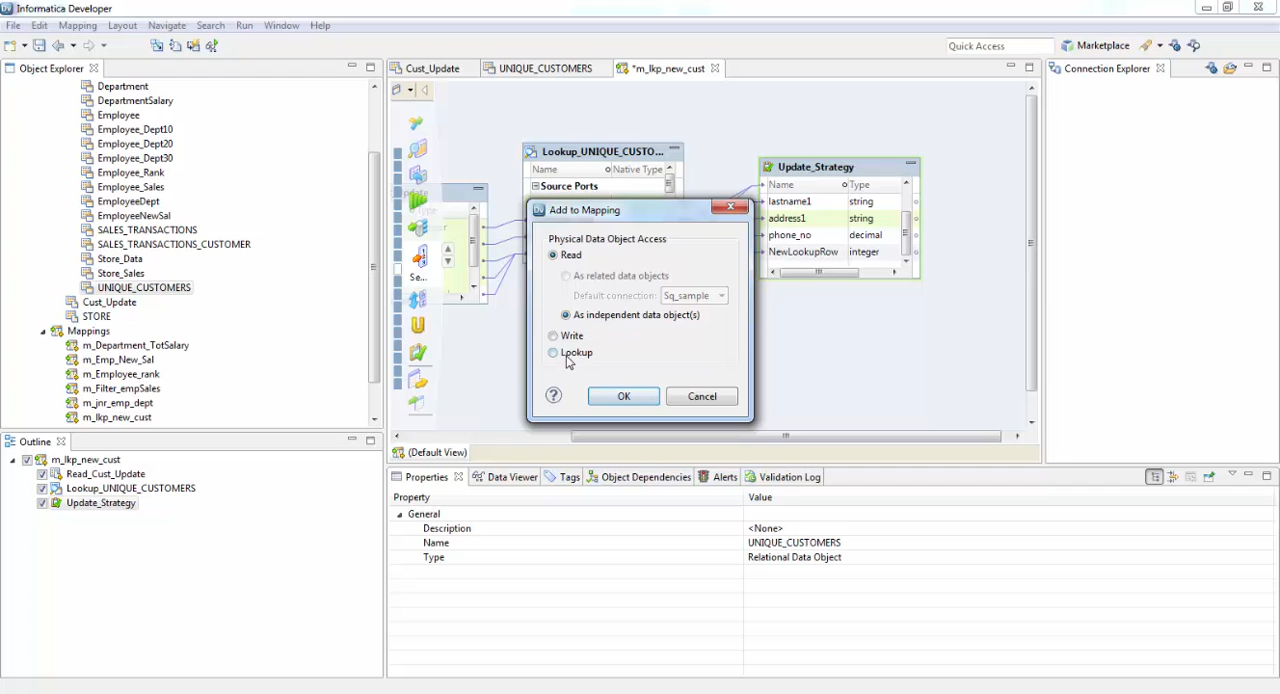 Informatica Developer
File Edit Mapping Layout Navigate Search Run Window Help
Quick Access Marketplace
Object Explorer
Department
DepartmentSalary
Employee
Employee_Dept10
Employee_Dept20
Employee_Dept30
Employee_Rank
Employee_Sales
EmployeeDept
EmployeeNewSal
SALES_TRANSACTIONS
SALES_TRANSACTIONS_CUSTOMER
Store_Data
Store_Sales
UNIQUE_CUSTOMERS
Cust_Update
STORE
Mappings
m_Department_TotSalary
m_Emp_New_Sal
m_Employee_rank
m_Filter_empSales
m_jnr_emp_dept
m_lkp_new_cust
Outline
m_lkp_new_cust
Read_Cust_Update
Lookup_UNIQUE_CUSTOMERS
Update_Strategy
Cust_Update UNIQUE_CUSTOMERS *m_lkp_new_cust
Se...
Lookup_UNIQUE_CUSTO...
Name Native Type
Source Ports
Update_Strategy
Name Type
lastname1 string
address1 string
phone_no decimal
NewLookupRow integer
Add to Mapping
Physical Data Object Access
Read
As related data objects
Default connection: Sq_sample
As independent data object(s)
Write
Lookup
OK Cancel
(Default View)
Connection Explorer
Properties Data Viewer Tags Object Dependencies Alerts Validation Log
Property Value
General
Description <None>
Name UNIQUE_CUSTOMERS
Type Relational Data Object